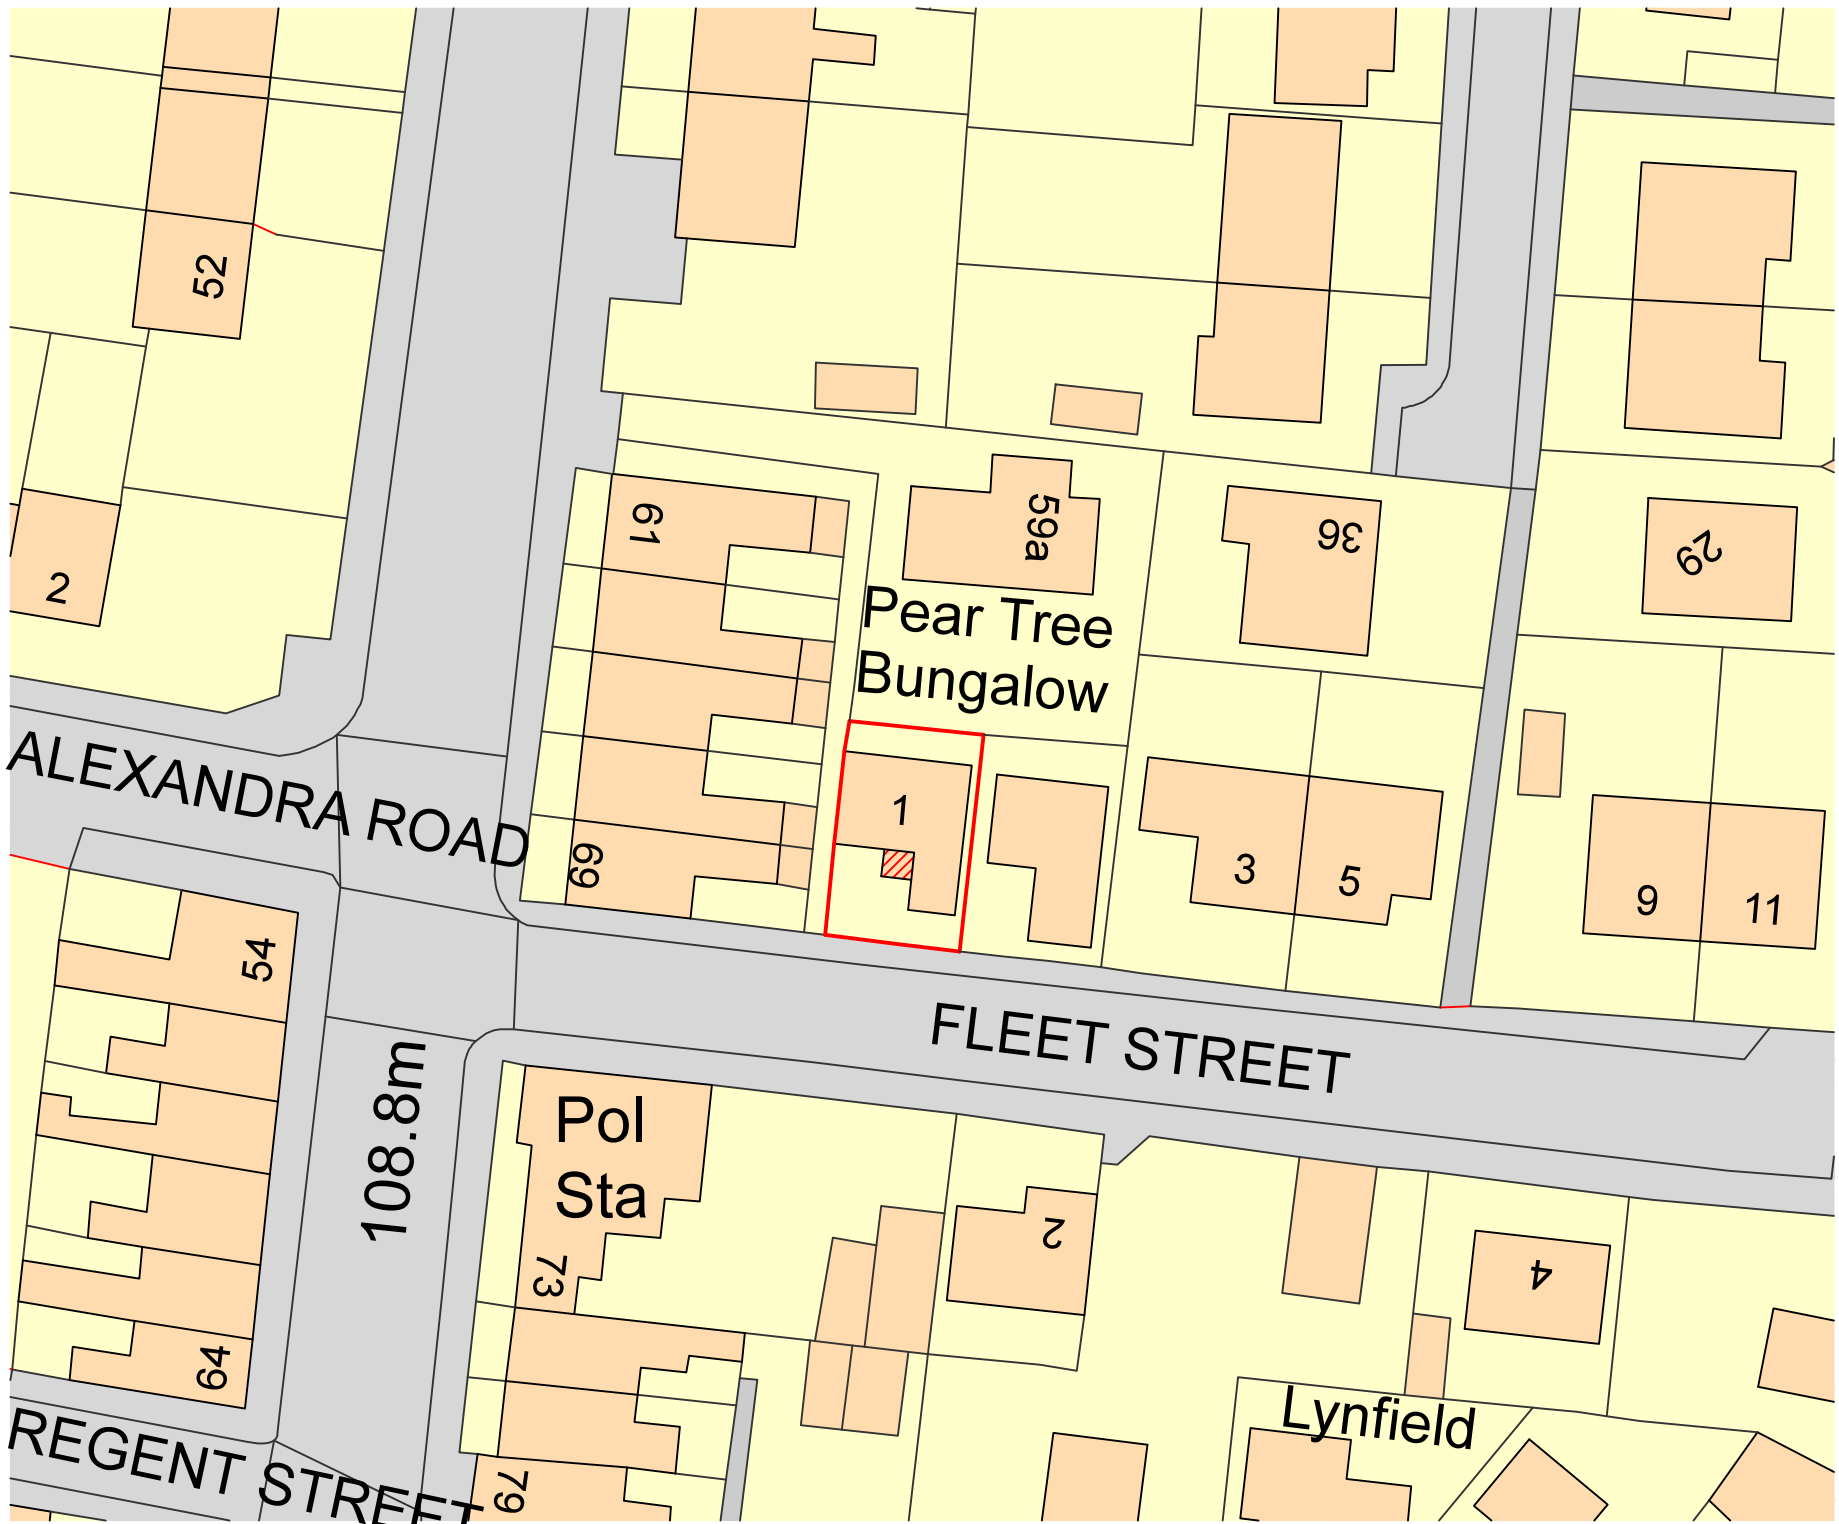 52
2
61
59a
36
29
Pear Tree
Bungalow
ALEXANDRA ROAD
1
69
3
5
9
11
54
FLEET STREET
108.8m
Pol
Sta
73
2
4
64
Lynfield
REGENT STREET
79